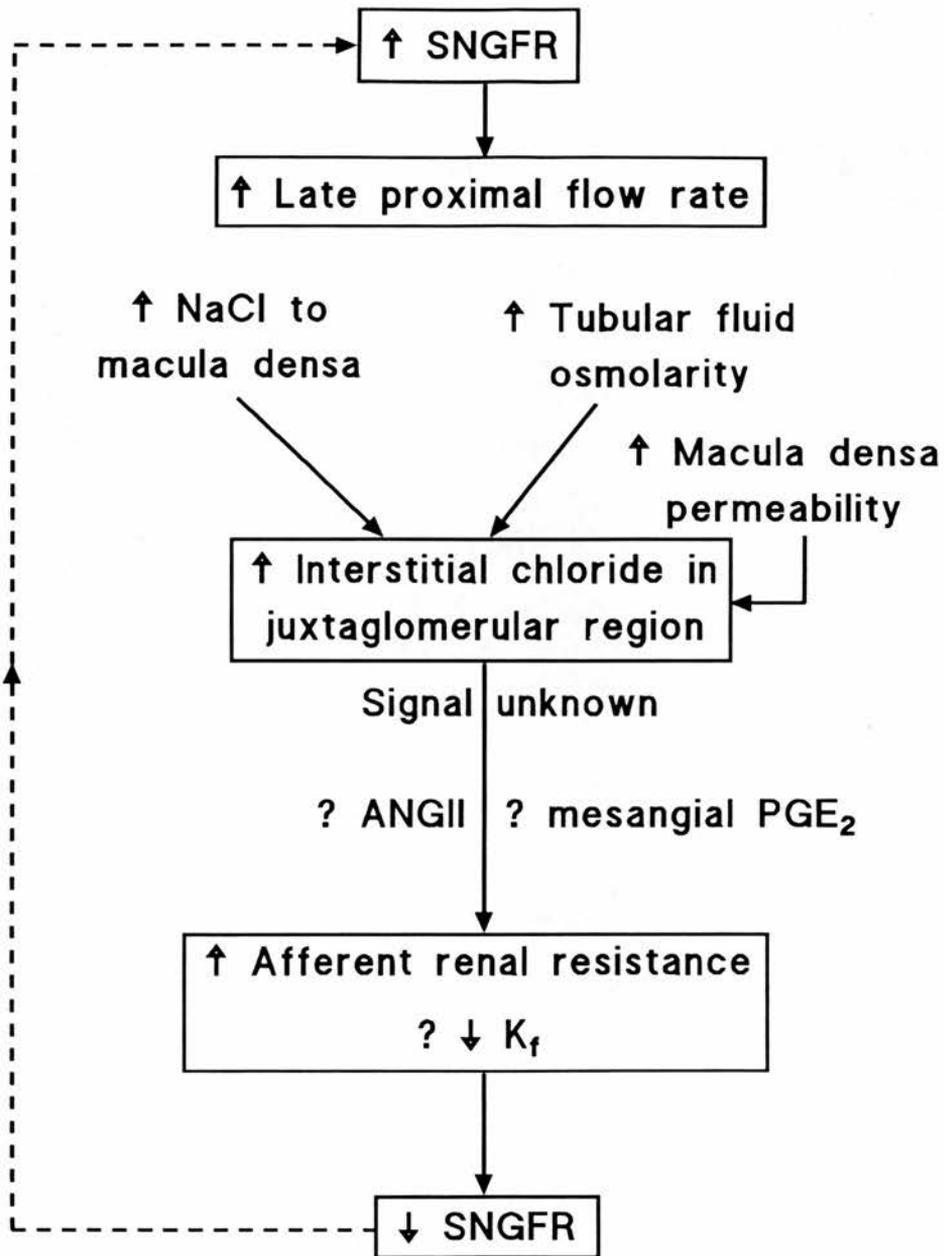 ↑ SNGFR
↑ Late proximal flow rate
↑ NaCl to
macula densa
↑ Tubular fluid
osmolarity
↑ Macula densa
permeability
↑ Interstitial chloride in
juxtaglomerular region
Signal unknown
? ANGII ? mesangial PGE₂
↑ Afferent renal resistance
? ↓ K_f
↓ SNGFR